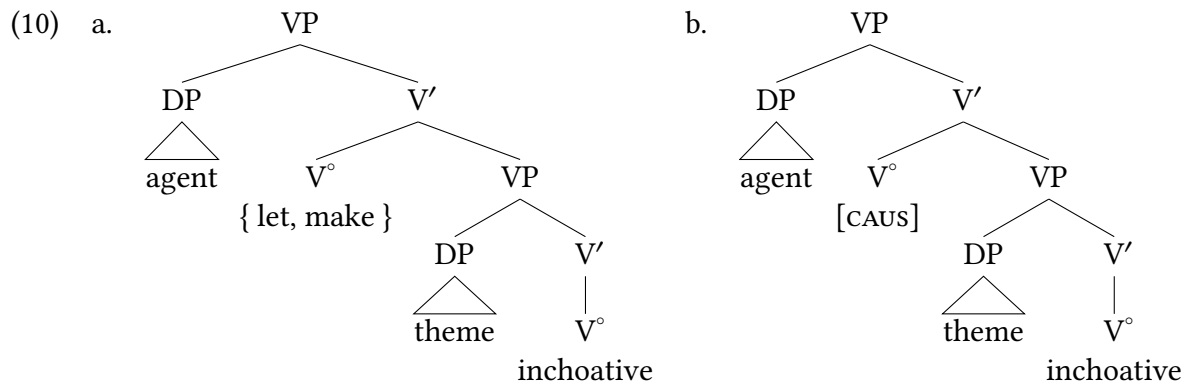 (10) a. VP b. VP
DP V′ DP V′
agent V° VP agent V° VP
{ let, make } [CAUS]
DP V′ DP V′
theme V° theme V°
inchoative inchoative